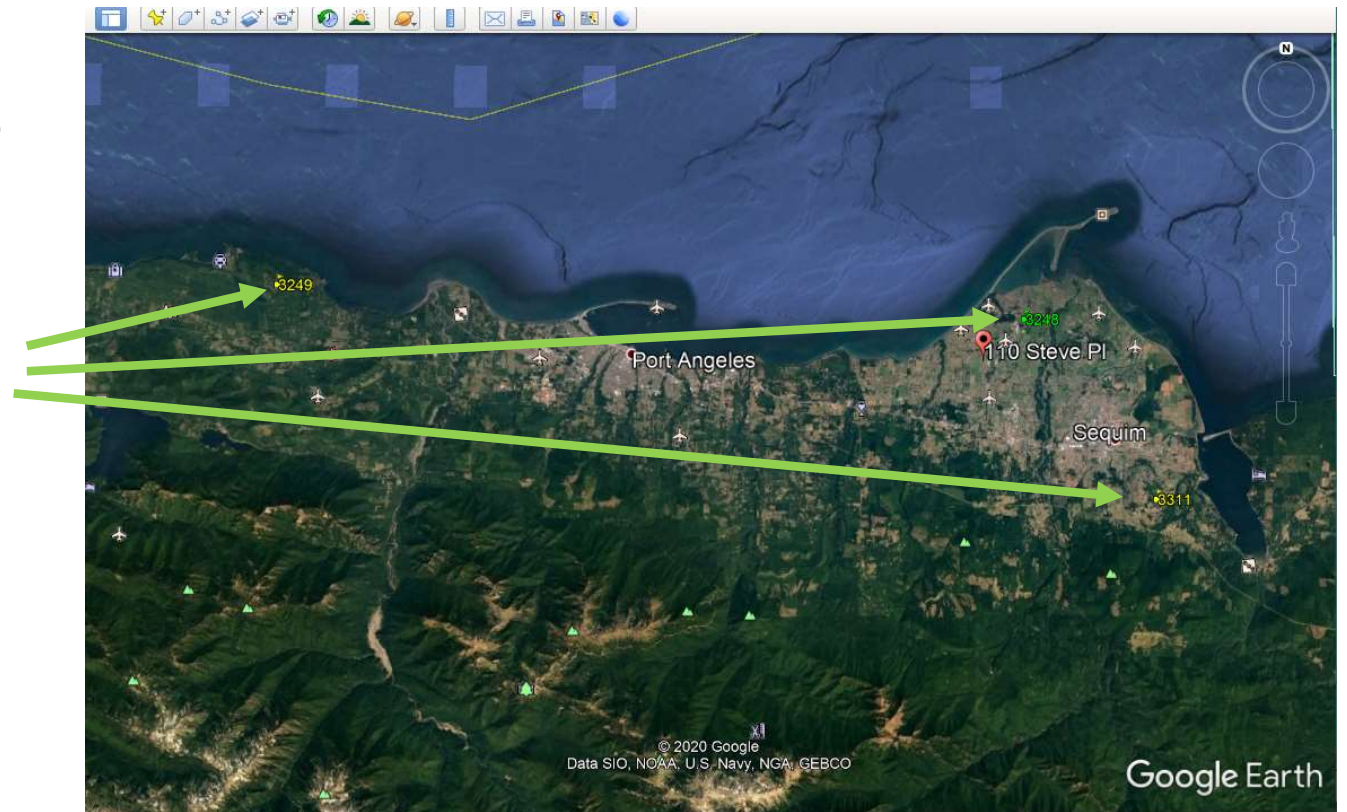 N
3249
3248
110 Steve Pl
Port Angeles
Sequim
3311
© 2020 Google
Data SIO, NOAA, U.S. Navy, NGA, GEBCO
Google Earth